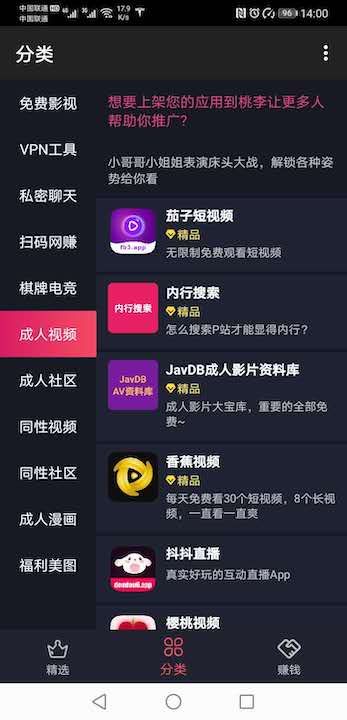 中国联通 HD 4G 3G 17.9 K/s
中国联通
96 14:00
分类
免费影视
VPN工具
私密聊天
扫码网赚
棋牌电竞
成人视频
成人社区
同性视频
同性社区
成人漫画
福利美图
想要上架您的应用到桃李让更多人
帮助你推广?
小哥哥小姐姐表演床头大战，解锁各种姿
势给你看
fb3.app
茄子短视频
精品
无限制免费观看短视频
内行搜索
内行搜索
精品
怎么搜索P站才能显得内行?
JavDB
AV资料库
JavDB成人影片资料库
精品
成人影片大宝库，重要的全部免
费~
香蕉视频
精品
每天免费看30个短视频，8个长视
频，一直看一直爽
抖抖直播
真实好玩的互动直播App
樱桃视频
精选
分类
赚钱